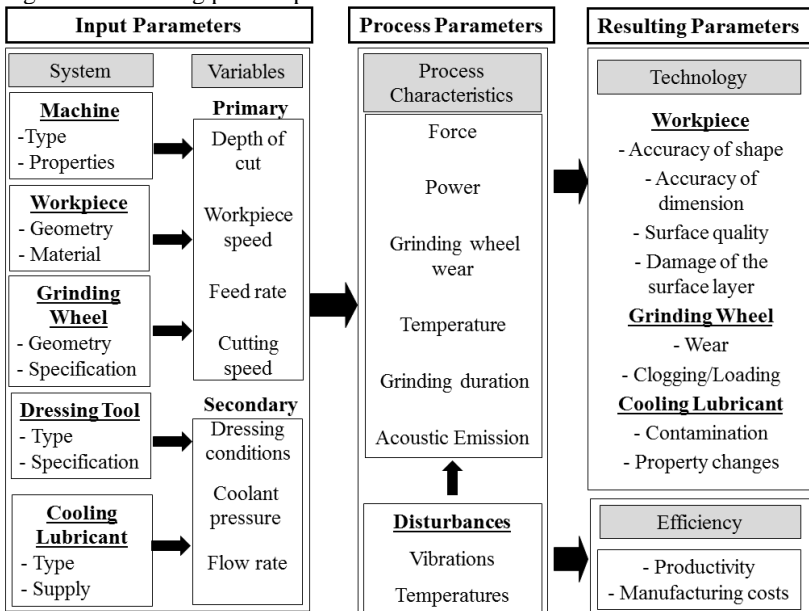 Input Parameters
System
Machine
-Type
- Properties
Workpiece
- Geometry
- Material
Grinding
Wheel
- Geometry
- Specification
Dressing Tool
- Type
- Specification
Cooling
Lubricant
- Type
- Supply
Variables
Primary
Depth of
cut
Workpiece
speed
Feed rate
Cutting
speed
Secondary
Dressing
conditions
Coolant
pressure
Flow rate
Process Parameters
Process
Characteristics
Force
Power
Grinding wheel
wear
Temperature
Grinding duration
Acoustic Emission
Disturbances
Vibrations
Temperatures
Resulting Parameters
Technology
Workpiece
- Accuracy of shape
- Accuracy of
dimension
- Surface quality
- Damage of the
surface layer
Grinding Wheel
- Wear
- Clogging/Loading
Cooling Lubricant
- Contamination
- Property changes
Efficiency
- Productivity
- Manufacturing costs